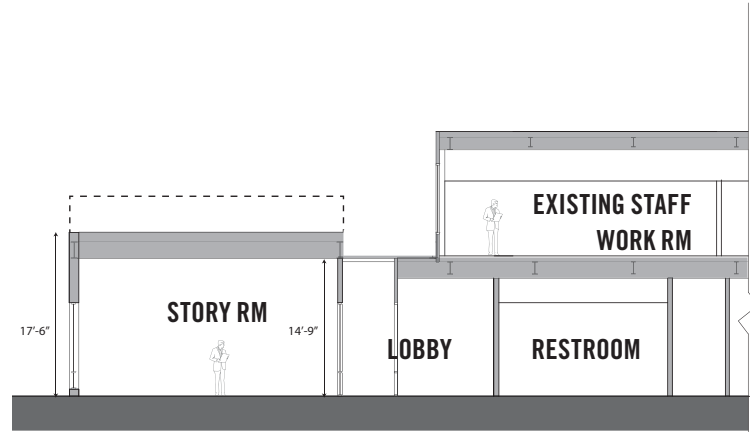 EXISTING STAFF
WORK RM
STORY RM
17'-6"
14'-9"
LOBBY
RESTROOM